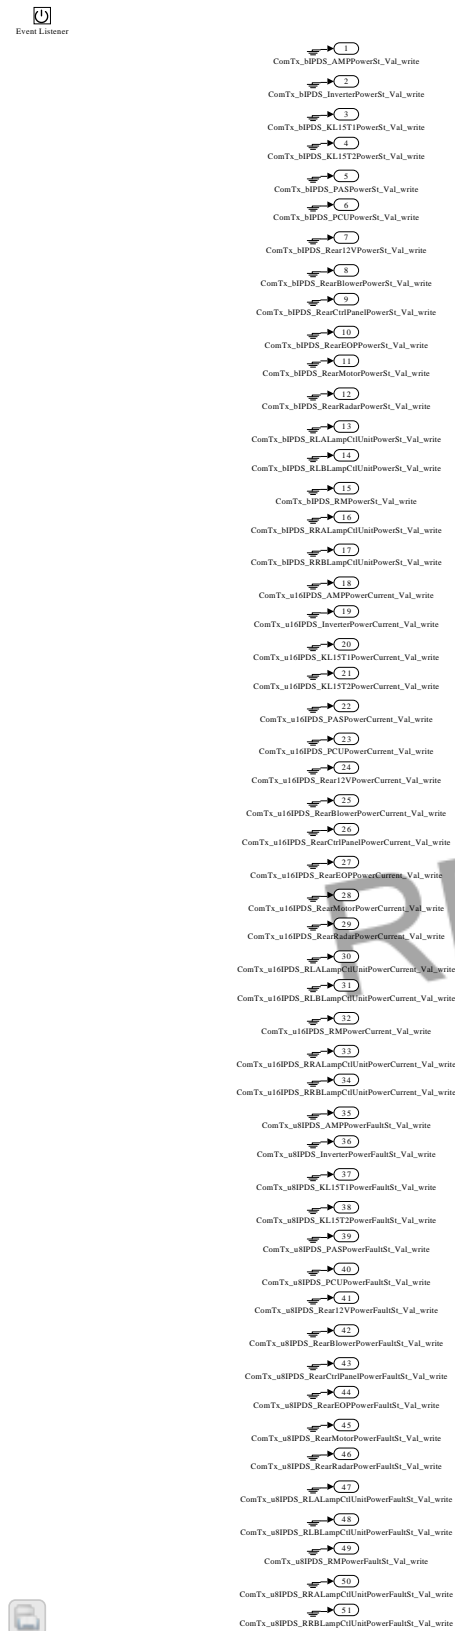 Event Listener
1
ComTx_bIPDS_AMPPowerSt_Val_write
2
ComTx_bIPDS_InverterPowerSt_Val_write
3
ComTx_bIPDS_KL15T1PowerSt_Val_write
4
ComTx_bIPDS_KL15T2PowerSt_Val_write
5
ComTx_bIPDS_PASPowerSt_Val_write
6
ComTx_bIPDS_PCUPowerSt_Val_write
7
ComTx_bIPDS_Rear12VPowerSt_Val_write
8
ComTx_bIPDS_RearBlowerPowerSt_Val_write
9
ComTx_bIPDS_RearCtrlPanelPowerSt_Val_write
10
ComTx_bIPDS_RearEOPPowerSt_Val_write
11
ComTx_bIPDS_RearMotorPowerSt_Val_write
12
ComTx_bIPDS_RearRadarPowerSt_Val_write
13
ComTx_bIPDS_RLALampCtlUnitPowerSt_Val_write
14
ComTx_bIPDS_RLBLampCtlUnitPowerSt_Val_write
15
ComTx_bIPDS_RMPowerSt_Val_write
16
ComTx_bIPDS_RRALampCtlUnitPowerSt_Val_write
17
ComTx_bIPDS_RRBLampCtlUnitPowerSt_Val_write
18
ComTx_u16IPDS_AMPPowerCurrent_Val_write
19
ComTx_u16IPDS_InverterPowerCurrent_Val_write
20
ComTx_u16IPDS_KL15T1PowerCurrent_Val_write
21
ComTx_u16IPDS_KL15T2PowerCurrent_Val_write
22
ComTx_u16IPDS_PASPowerCurrent_Val_write
23
ComTx_u16IPDS_PCUPowerCurrent_Val_write
24
ComTx_u16IPDS_Rear12VPowerCurrent_Val_write
25
ComTx_u16IPDS_RearBlowerPowerCurrent_Val_write
26
ComTx_u16IPDS_RearCtrlPanelPowerCurrent_Val_write
27
ComTx_u16IPDS_RearEOPPowerCurrent_Val_write
28
ComTx_u16IPDS_RearMotorPowerCurrent_Val_write
29
ComTx_u16IPDS_RearRadarPowerCurrent_Val_write
30
ComTx_u16IPDS_RLALampCtlUnitPowerCurrent_Val_write
31
ComTx_u16IPDS_RLBLampCtlUnitPowerCurrent_Val_write
32
ComTx_u16IPDS_RMPowerCurrent_Val_write
33
ComTx_u16IPDS_RRALampCtlUnitPowerCurrent_Val_write
34
ComTx_u16IPDS_RRBLampCtlUnitPowerCurrent_Val_write
35
ComTx_u8IPDS_AMPPowerFaultSt_Val_write
36
ComTx_u8IPDS_InverterPowerFaultSt_Val_write
37
ComTx_u8IPDS_KL15T1PowerFaultSt_Val_write
38
ComTx_u8IPDS_KL15T2PowerFaultSt_Val_write
39
ComTx_u8IPDS_PASPowerFaultSt_Val_write
40
ComTx_u8IPDS_PCUPowerFaultSt_Val_write
41
ComTx_u8IPDS_Rear12VPowerFaultSt_Val_write
42
ComTx_u8IPDS_RearBlowerPowerFaultSt_Val_write
43
ComTx_u8IPDS_RearCtrlPanelPowerFaultSt_Val_write
44
ComTx_u8IPDS_RearEOPPowerFaultSt_Val_write
45
ComTx_u8IPDS_RearMotorPowerFaultSt_Val_write
46
ComTx_u8IPDS_RearRadarPowerFaultSt_Val_write
47
ComTx_u8IPDS_RLALampCtlUnitPowerFaultSt_Val_write
48
ComTx_u8IPDS_RLBLampCtlUnitPowerFaultSt_Val_write
49
ComTx_u8IPDS_RMPowerFaultSt_Val_write
50
ComTx_u8IPDS_RRALampCtlUnitPowerFaultSt_Val_write
51
ComTx_u8IPDS_RRBLampCtlUnitPowerFaultSt_Val_write